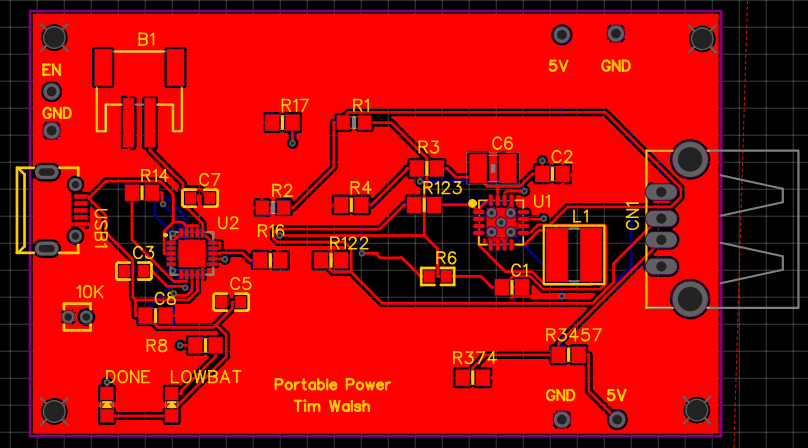 B1
5V
GND
EN
GND
R17
R1
R3
C6
C2
R14
C7
R2
R4
R123
U1
L1
CN1
USB1
U2
R16
R122
C3
R6
C1
10K
C8
C5
R8
R3457
R374
DONE
LOWBAT
Portable Power
Tim Walsh
GND
5V